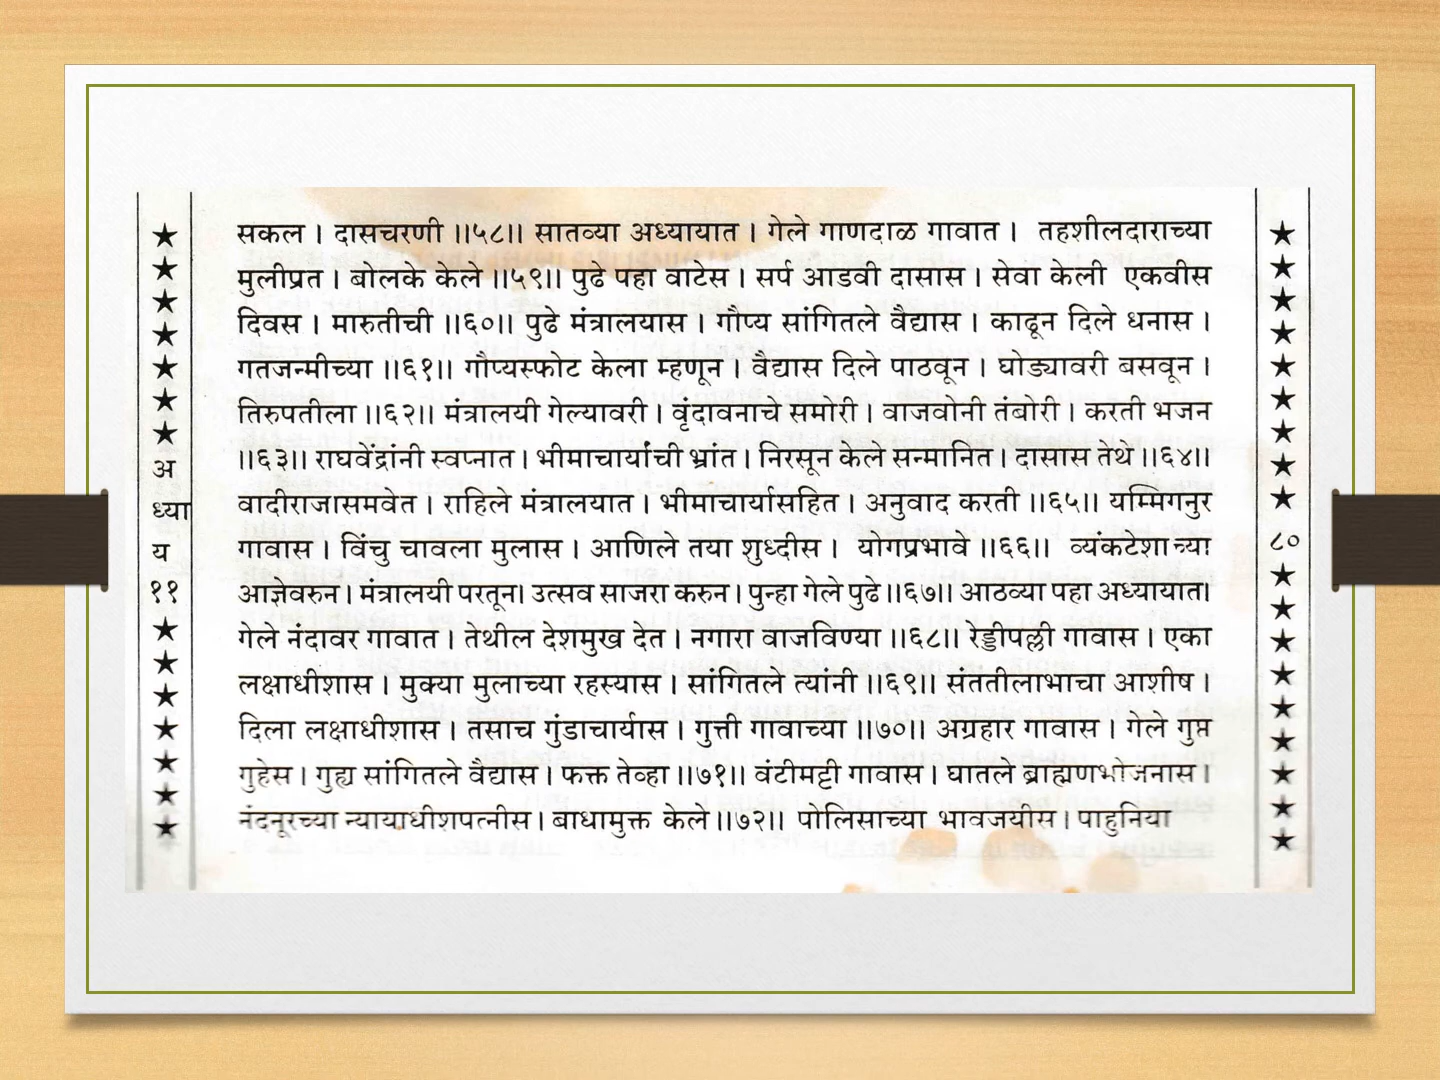 सकल । दासचरणी ।।५८।। सातव्या अध्यायात । गेले गाणदाळ गावात । तहशीलदाराच्या
मुलीप्रत । बोलके केले ।।५९।। पुढे पहा वाटेस । सर्प आडवी दासास । सेवा केली एकवीस
दिवस । मारुतीची ।।६०।। पुढे मंत्रालयास । गौप्य सांगितले वैद्यास । काढून दिले धनास ।
गतजन्मीच्या ।।६१।। गौप्यस्फोट केला म्हणून । वैद्यास दिले पाठवून । घोड्यावरी बसवून ।
तिरुपतीला ।।६२।। मंत्रालयी गेल्यावरी । वृंदावनाचे समोरी । वाजवोनी तंबोरी । करती भजन
।।६३।। राघवेंद्रांनी स्वप्नात । भीमाचार्यांची भ्रांत । निरसून केले सन्मानित । दासास तेथे ।।६४।।
वादीराजासमवेत । राहिले मंत्रालयात । भीमाचार्यासहित । अनुवाद करती ।।६५।। यम्मिगनुर
गावास । विंचु चावला मुलास । आणिले तया शुध्दीस । योगप्रभावे ।।६६।। व्यंकटेशाच्या
आज्ञेवरुन । मंत्रालयी परतून। उत्सव साजरा करुन । पुन्हा गेले पुढे ।।६७।। आठव्या पहा अध्यायात।
गेले नंदावर गावात । तेथील देशमुख देत । नगारा वाजविण्या ।।६८।। रेड्डीपल्ली गावास । एका
लक्षाधीशास । मुक्या मुलाच्या रहस्यास । सांगितले त्यांनी ।।६९।। संततीलाभाचा आशीष ।
दिला लक्षाधीशास । तसाच गुंडाचार्यास । गुत्ती गावाच्या ।।७०।। अग्रहार गावास । गेले गुप्त
गुहेस । गुह्य सांगितले वैद्यास । फक्त तेव्हा ।।७१।। वंटीमट्टी गावास । घातले ब्राह्मणभोजनास ।
नंदनूरच्या न्यायाधीशपत्नीस । बाधामुक्त केले ।।७२।। पोलिसाच्या भावजयीस । पाहुनिया
अ
ध्या
य
११
८०